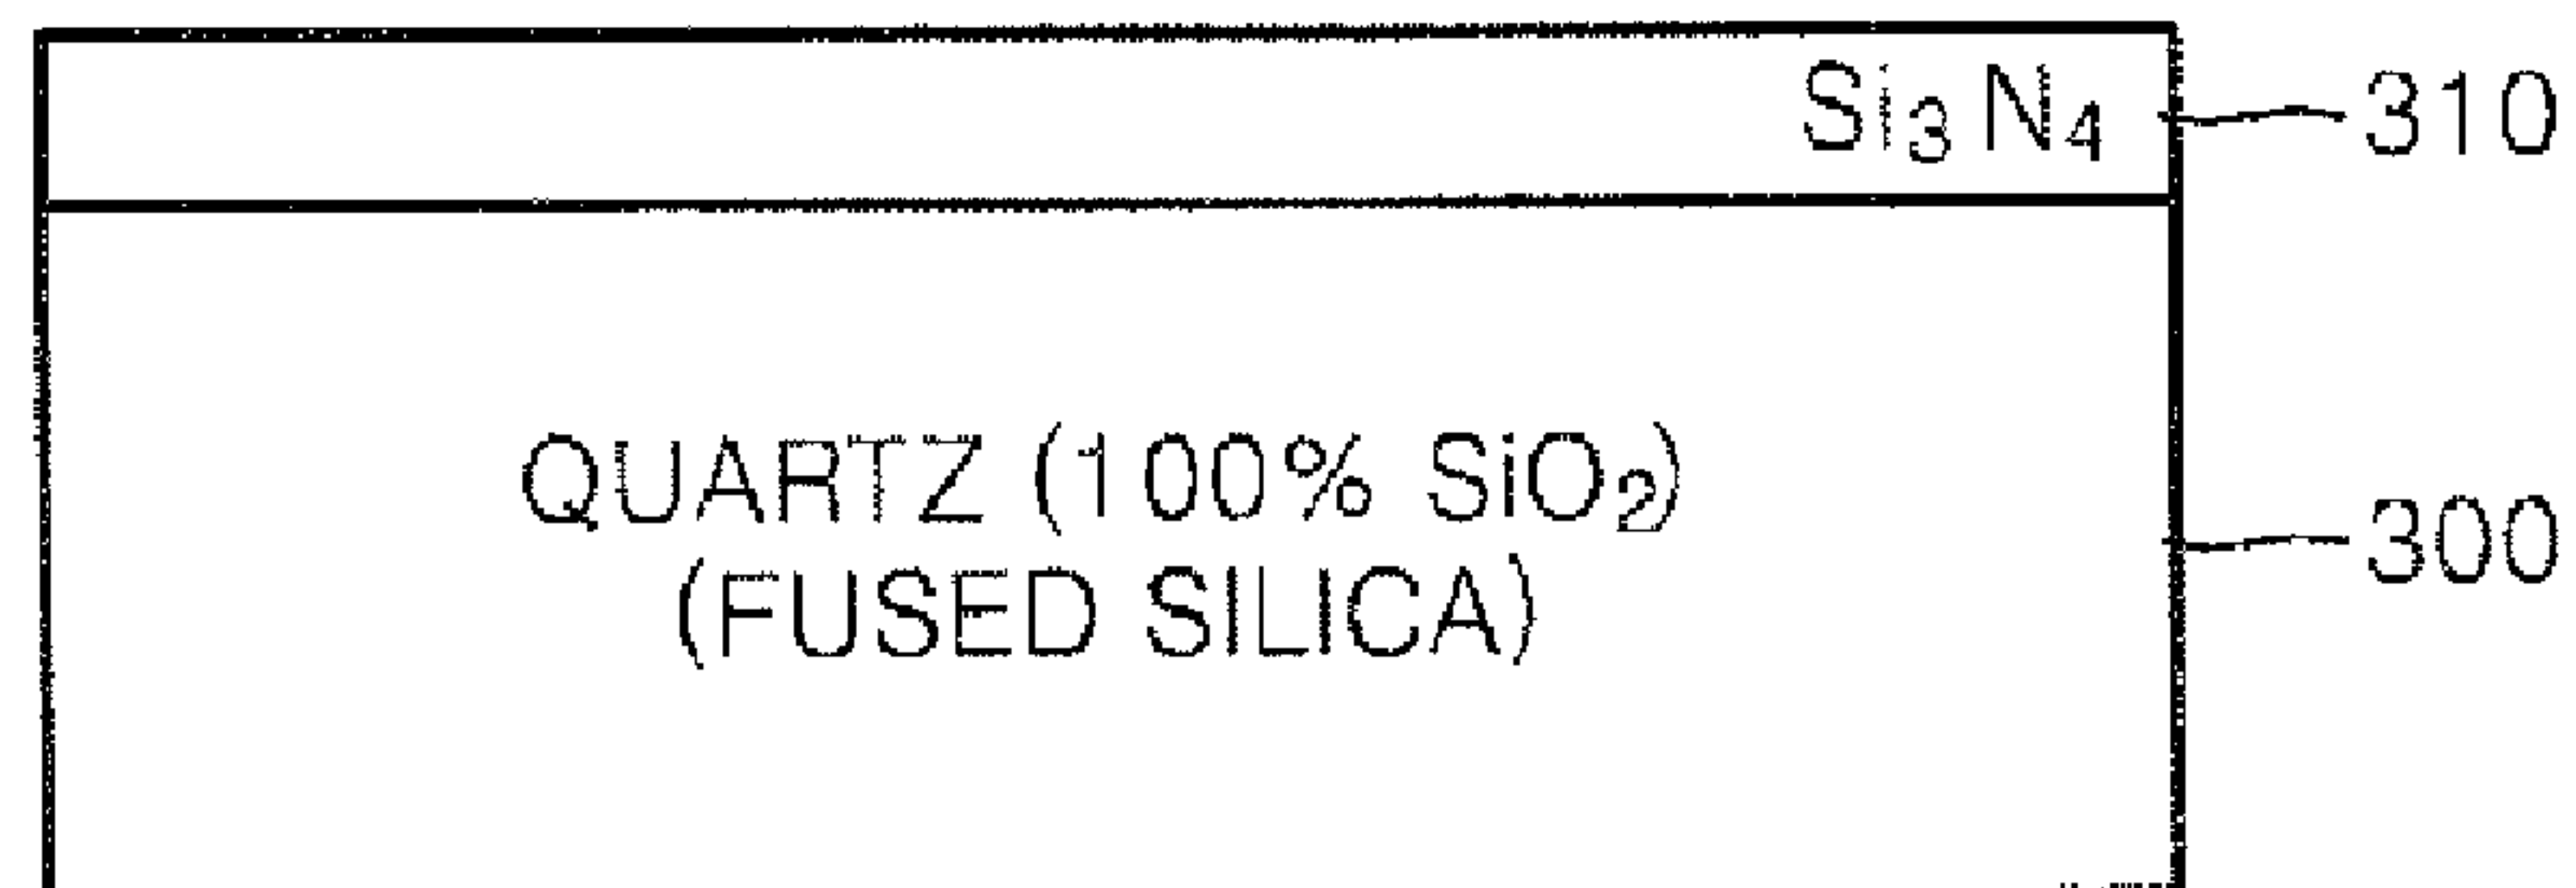 Si₃N₄ 310
QUARTZ (100% SiO₂) 300
(FUSED SILICA)